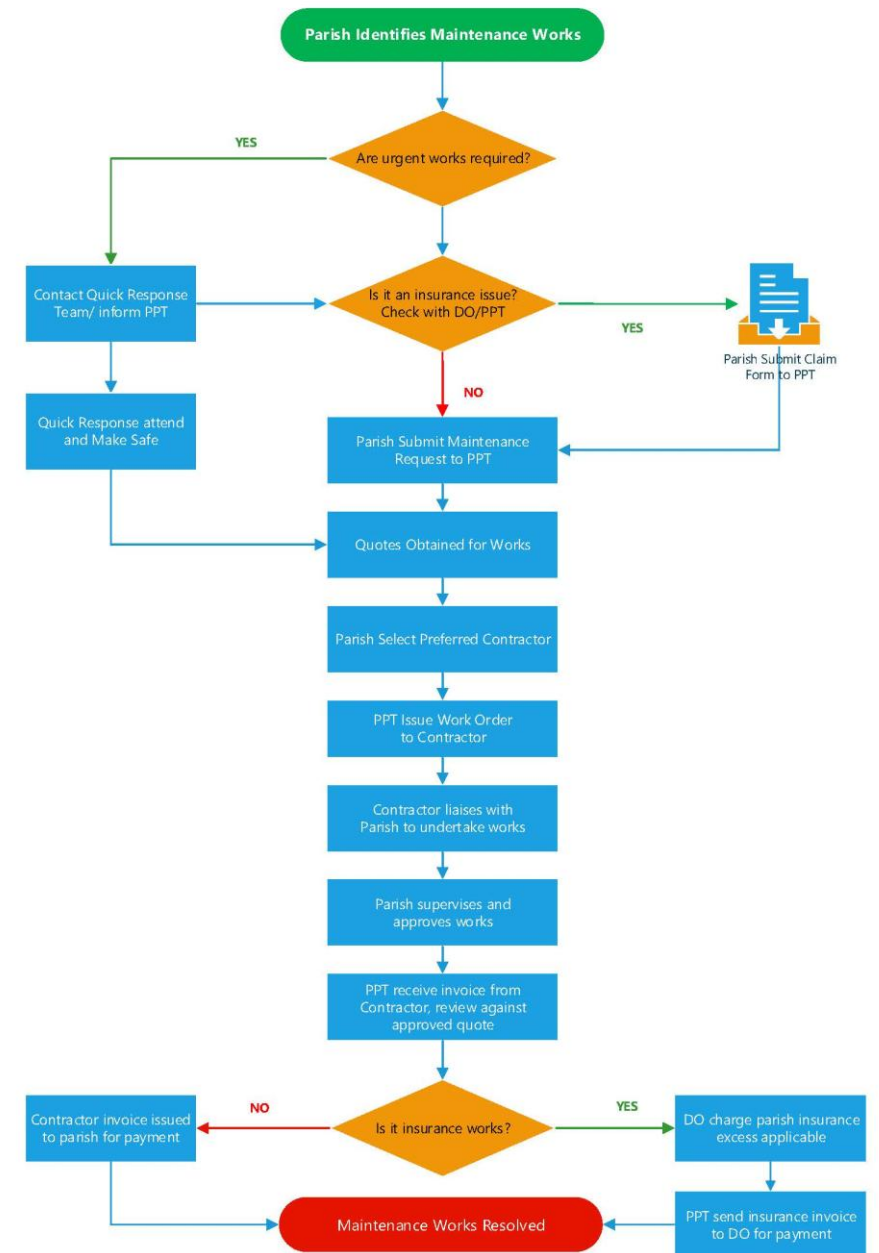 Parish Identifies Maintenance Works
YES
Are urgent works required?
Contact Quick Response
Team/ inform PPT
Is it an insurance issue?
Check with DO/PPT
YES
Parish Submit Claim
Form to PPT
NO
Quick Response attend
and Make Safe
Parish Submit Maintenance
Request to PPT
Quotes Obtained for Works
Parish Select Preferred Contractor
PPT Issue Work Order
to Contractor
Contractor liaises with
Parish to undertake works
Parish supervises and
approves works
PPT receive invoice from
Contractor, review against
approved quote
Contractor invoice issued
to parish for payment
NO
Is it insurance works?
YES
DO charge parish insurance
excess applicable
Maintenance Works Resolved
PPT send insurance invoice
to DO for payment